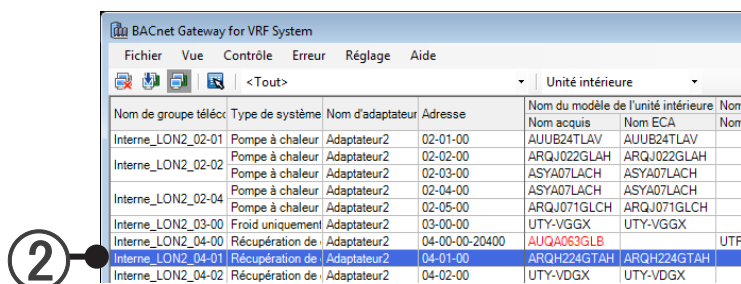 BACnet Gateway for VRF System
Fichier Vue Contrôle Erreur Réglage Aide
<Tout> Unité intérieure
Nom de groupe téléco Type de système Nom d'adaptateur Adresse Nom du modèle de l'unité intérieure Nom
Nom acquis Nom ECA Nom
Interne_LON2_02-01 Pompe à chaleur Adaptateur2 02-01-00 AUUB24TLAV AUUB24TLAV
Interne_LON2_02-02 Pompe à chaleur Adaptateur2 02-02-00 ARQJ022GLAH ARQJ022GLAH
Pompe à chaleur Adaptateur2 02-03-00 ASYA07LACH ASYA07LACH
Interne_LON2_02-04 Pompe à chaleur Adaptateur2 02-04-00 ASYA07LACH ASYA07LACH
Pompe à chaleur Adaptateur2 02-05-00 ARQJ071GLCH ARQJ071GLCH
Interne_LON2_03-00 Froid uniquement Adaptateur2 03-00-00 UTY-VGGX UTY-VGGX
Interne_LON2_04-00 Récupération de Adaptateur2 04-00-00-20400 AUQA063GLB UTP
2 Interne_LON2_04-01 Récupération de Adaptateur2 04-01-00 ARQH224GTAH ARQH224GTAH
Interne_LON2_04-02 Récupération de Adaptateur2 04-02-00 UTY-VDGX UTY-VDGX